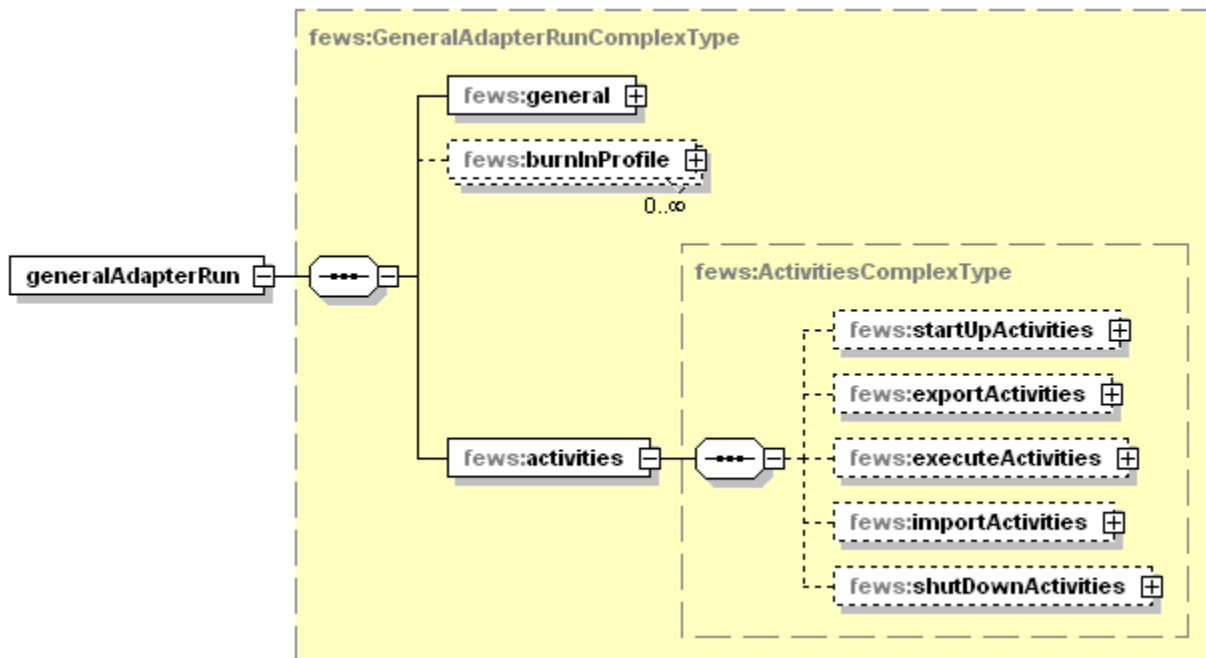 fews:GeneralAdapterRunComplexType
fews:general
fews:burnInProfile
0..∞
generalAdapterRun
fews:ActivitiesComplexType
fews:startUpActivities
fews:exportActivities
fews:activities
fews:executeActivities
fews:importActivities
fews:shutDownActivities